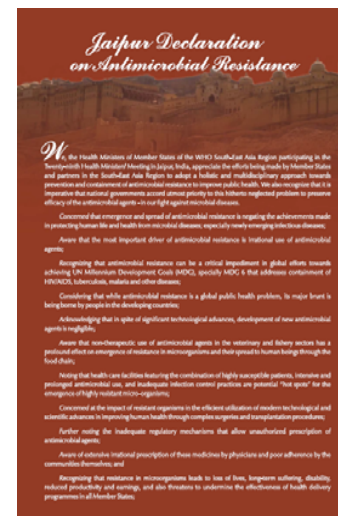 Jaipur Declaration
on Antimicrobial Resistance
We, the Health Ministers of Member States of the WHO South-East Asia Region participating in the
Twenty-ninth Health Ministers' Meeting in Jaipur, India, appreciate the efforts being made by Member States
and partners in the South-East Asia Region to adopt a holistic and multidisciplinary approach towards
prevention and containment of antimicrobial resistance to improve public health. We also recognize that it is
imperative that national governments accord utmost priority to this hitherto neglected problem to preserve
efficacy of the antimicrobial agents – in our fight against microbial diseases.
Concerned that emergence and spread of antimicrobial resistance is negating the achievements made
in protecting human life and health from microbial diseases, especially newly emerging infectious diseases;
Aware that the most important driver of antimicrobial resistance is irrational use of antimicrobial
agents;
Recognizing that antimicrobial resistance can be a critical impediment in global efforts towards
achieving UN Millennium Development Goals (MDG), specially MDG 6 that addresses containment of
HIV/AIDS, tuberculosis, malaria and other diseases;
Considering that while antimicrobial resistance is a global public health problem, its major brunt is
being borne by people in the developing countries;
Acknowledging that in spite of significant technological advances, development of new antimicrobial
agents is negligible;
Aware that non-therapeutic use of antimicrobial agents in the veterinary and fishery sectors has a
profound effect on emergence of resistance in microorganisms and their spread to human beings through the
food chain;
Noting that health care facilities featuring the combination of highly susceptible patients, intensive and
prolonged antimicrobial use, and inadequate infection control practices are potential "hot spots" for the
emergence of highly resistant micro-organisms;
Concerned at the impact of resistant organisms in the efficient utilization of modern technological and
scientific advances in improving human health through complex surgeries and transplantation procedures;
Further noting the inadequate regulatory mechanisms that allow unauthorized prescription of
antimicrobial agents;
Aware of extensive irrational prescription of these medicines by physicians and poor adherence by the
communities themselves; and
Recognizing that resistance in microorganisms leads to loss of lives, long-term suffering, disability,
reduced productivity and earnings, and also threatens to undermine the effectiveness of health delivery
programmes in all Member States;